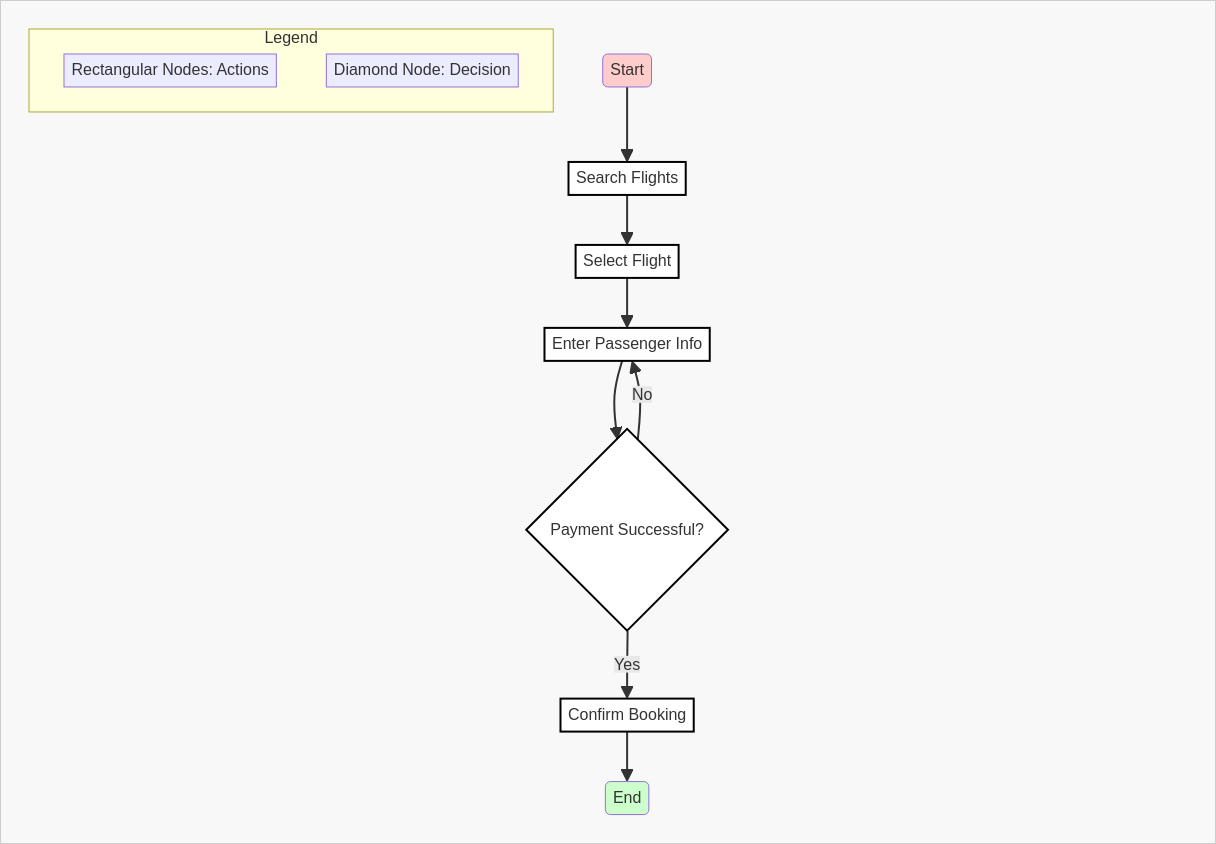 Legend
Rectangular Nodes: Actions
Diamond Node: Decision
Start
Search Flights
Select Flight
Enter Passenger Info
No
Payment Successful?
Yes
Confirm Booking
End